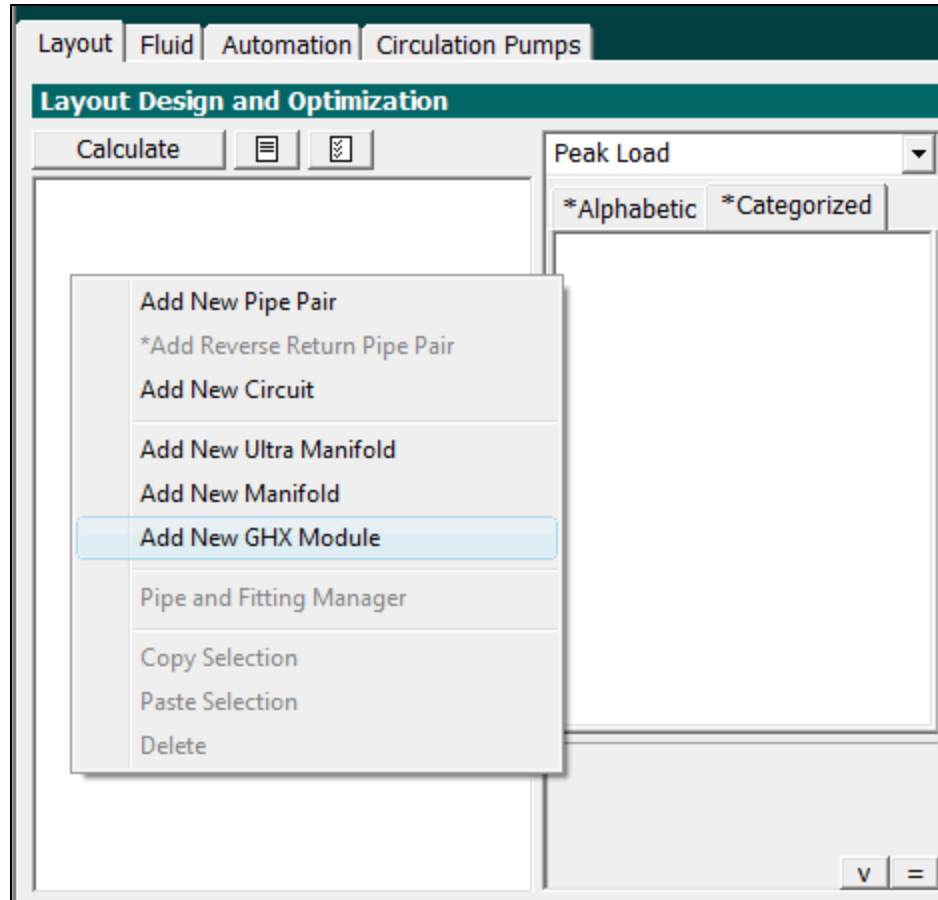 Layout Fluid Automation Circulation Pumps
Layout Design and Optimization
Calculate
Peak Load
*Alphabetic *Categorized
Add New Pipe Pair
*Add Reverse Return Pipe Pair
Add New Circuit
Add New Ultra Manifold
Add New Manifold
Add New GHX Module
Pipe and Fitting Manager
Copy Selection
Paste Selection
Delete
v =